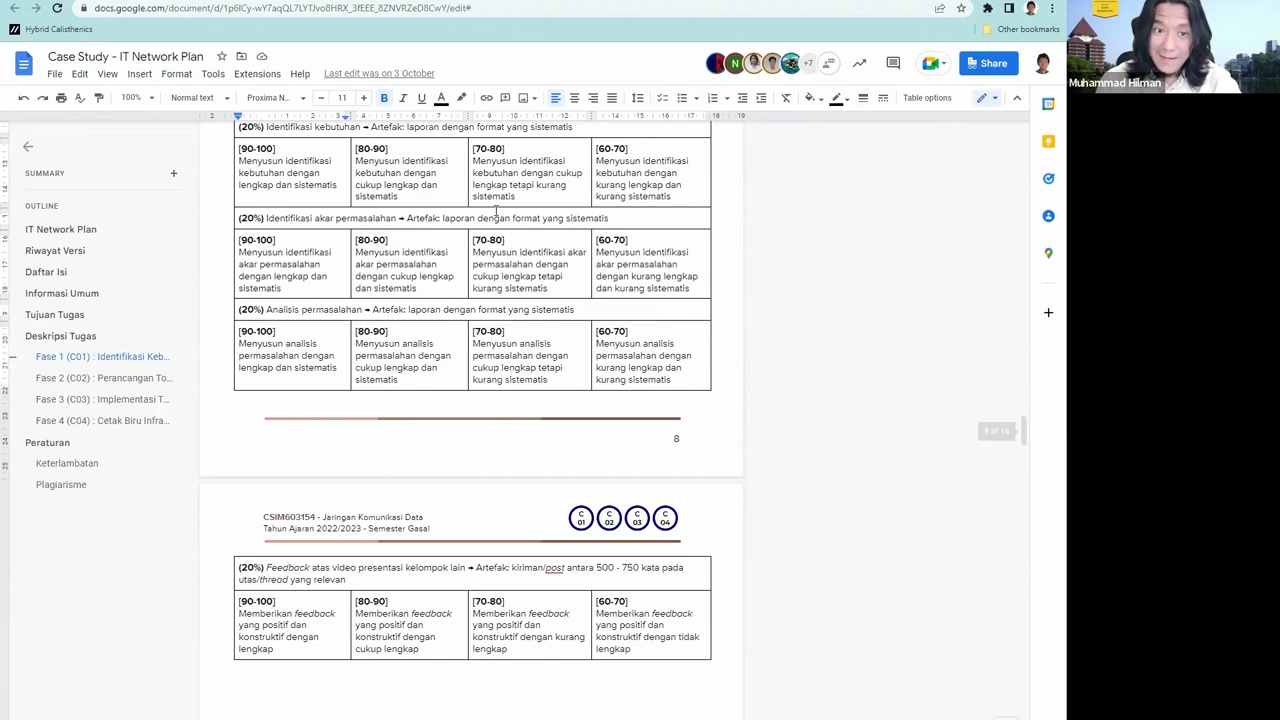 docs.google.com/document/d/1p6lCy-wY7aqQL7LYTJvo8HRX_3fEEE_8ZNVRZeD8CwY/edit#
Hybrid Calisthenics
Other bookmarks
Case Study - IT Network Plan
File Edit View Insert Format Tools Extensions Help Last edit was on 3 October
N
+7
Share
100% Normal text Proxima N... 11 Table options
Muhammad Hilman
SUMMARY
OUTLINE
IT Network Plan
Riwayat Versi
Daftar Isi
Informasi Umum
Tujuan Tugas
Deskripsi Tugas
Fase 1 (C01) : Identifikasi Keb...
Fase 2 (C02) : Perancangan To...
Fase 3 (C03) : Implementasi T...
Fase 4 (C04) : Cetak Biru Infra...
Peraturan
Keterlambatan
Plagiarisme
(20%) Identifikasi kebutuhan → Artefak: laporan dengan format yang sistematis
[90-100]
Menyusun identifikasi
kebutuhan dengan
lengkap dan sistematis
[80-90]
Menyusun identifikasi
kebutuhan dengan
cukup lengkap dan
sistematis
[70-80]
Menyusun identifikasi
kebutuhan dengan cukup
lengkap tetapi kurang
sistematis
[60-70]
Menyusun identifikasi
kebutuhan dengan
kurang lengkap dan
kurang sistematis
(20%) Identifikasi akar permasalahan → Artefak: laporan dengan format yang sistematis
[90-100]
Menyusun identifikasi
akar permasalahan
dengan lengkap dan
sistematis
[80-90]
Menyusun identifikasi
akar permasalahan
dengan cukup lengkap
dan sistematis
[70-80]
Menyusun identifikasi akar
permasalahan dengan
cukup lengkap tetapi
kurang sistematis
[60-70]
Menyusun identifikasi
akar permasalahan
dengan kurang lengkap
dan kurang sistematis
(20%) Analisis permasalahan → Artefak: laporan dengan format yang sistematis
[90-100]
Menyusun analisis
permasalahan dengan
lengkap dan sistematis
[80-90]
Menyusun analisis
permasalahan dengan
cukup lengkap dan
sistematis
[70-80]
Menyusun analisis
permasalahan dengan
cukup lengkap tetapi
kurang sistematis
[60-70]
Menyusun analisis
permasalahan dengan
kurang lengkap dan
kurang sistematis
8
8 of 16
CSIM603154 - Jaringan Komunikasi Data
Tahun Ajaran 2022/2023 - Semester Gasal
C 01
C 02
C 03
C 04
(20%) Feedback atas video presentasi kelompok lain → Artefak: kiriman/post antara 500 - 750 kata pada
utas/thread yang relevan
[90-100]
Memberikan feedback
yang positif dan
konstruktif dengan
lengkap
[80-90]
Memberikan feedback
yang positif dan
konstruktif dengan
cukup lengkap
[70-80]
Memberikan feedback
yang positif dan
konstruktif dengan kurang
lengkap
[60-70]
Memberikan feedback
yang positif dan
konstruktif dengan tidak
lengkap